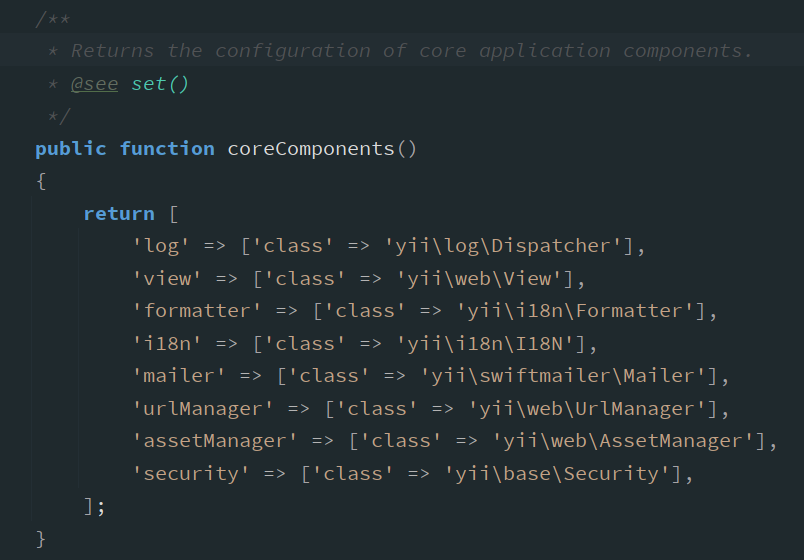 /**
 * Returns the configuration of core application components.
 * @see set()
 */
public function coreComponents()
{
    return [
        'log' => ['class' => 'yii\log\Dispatcher'],
        'view' => ['class' => 'yii\web\View'],
        'formatter' => ['class' => 'yii\i18n\Formatter'],
        'i18n' => ['class' => 'yii\i18n\I18N'],
        'mailer' => ['class' => 'yii\swiftmailer\Mailer'],
        'urlManager' => ['class' => 'yii\web\UrlManager'],
        'assetManager' => ['class' => 'yii\web\AssetManager'],
        'security' => ['class' => 'yii\base\Security'],
    ];
}